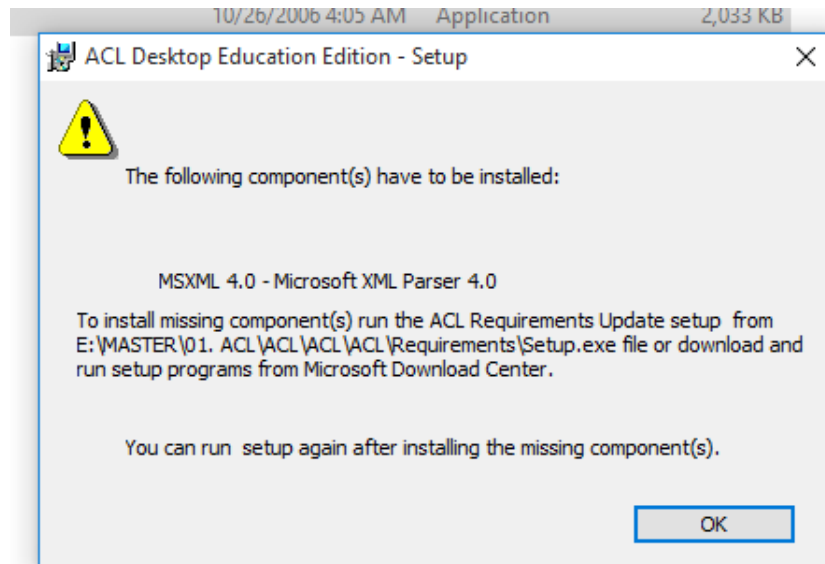 10/26/2006 4:05 AM Application 2,033 KB
ACL Desktop Education Edition - Setup
The following component(s) have to be installed:
MSXML 4.0 - Microsoft XML Parser 4.0
To install missing component(s) run the ACL Requirements Update setup from
E:\MASTER\01. ACL\ACL\ACL\ACL\Requirements\Setup.exe file or download and
run setup programs from Microsoft Download Center.
You can run setup again after installing the missing component(s).
OK